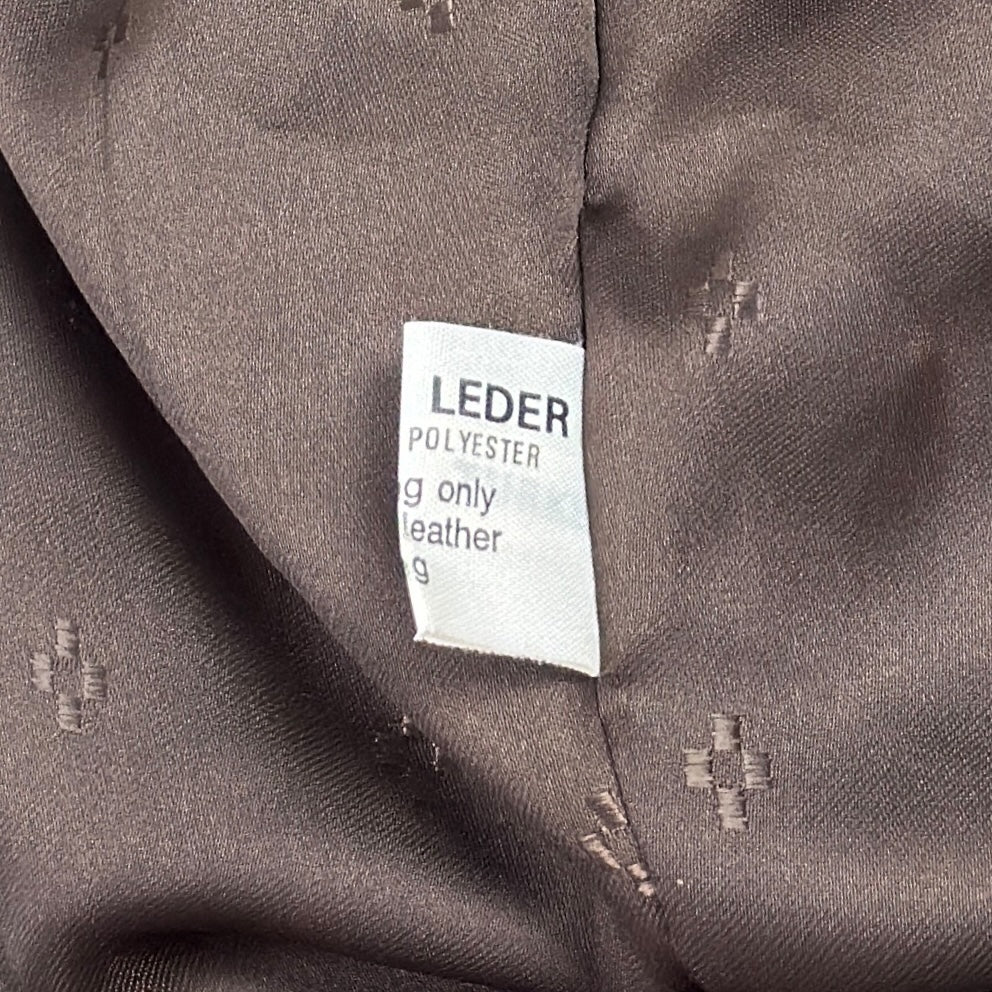 LEDER
POLYESTER
g only
leather
g